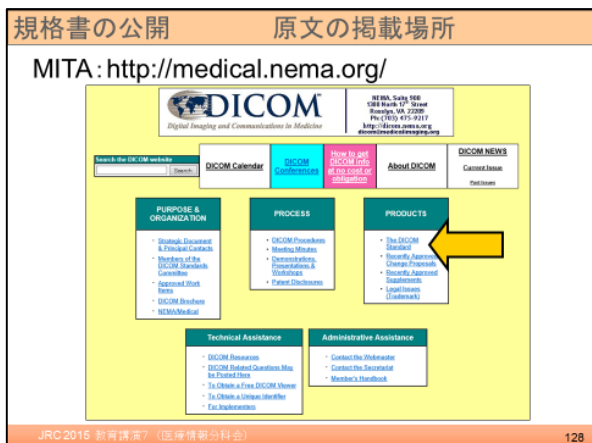 規格書の公開 原文の掲載場所
MITA:http://medical.nema.org/
DICOM
Digital Imaging and Communications in Medicine
NEMA, Suite 900
1300 North 17th Street
Rosslyn, VA 22209
Ph:(703) 475-9217
http://dicom.nema.org
dicom@medicalimaging.org
Search the DICOM website
Search
DICOM Calendar
DICOM
Conferences
How to get
DICOM info
at no cost or
obligation
About DICOM
DICOM NEWS
Current Issue
Past Issues
PURPOSE &
ORGANIZATION
Strategic Document
& Principal Contacts
Members of the
DICOM Standards
Committee
Approved Work
Items
DICOM Brochure
NEMA/Medical
PROCESS
DICOM Procedures
Meeting Minutes
Demonstrations,
Presentations &
Workshops
Patent Disclosures
PRODUCTS
The DICOM
Standard
Recently Approved
Change Proposals
Recently Approved
Supplements
Legal Issues
(Trademark)
Technical Assistance
DICOM Resources
DICOM Related Questions May
be Posted Here
To Obtain a Free DICOM Viewer
To Obtain a Unique Identifier
For Implementers
Administrative Assistance
Contact the Webmaster
Contact the Secretariat
Member's Handbook
JRC 2015 教育講演7 (医療情報分科会)
128